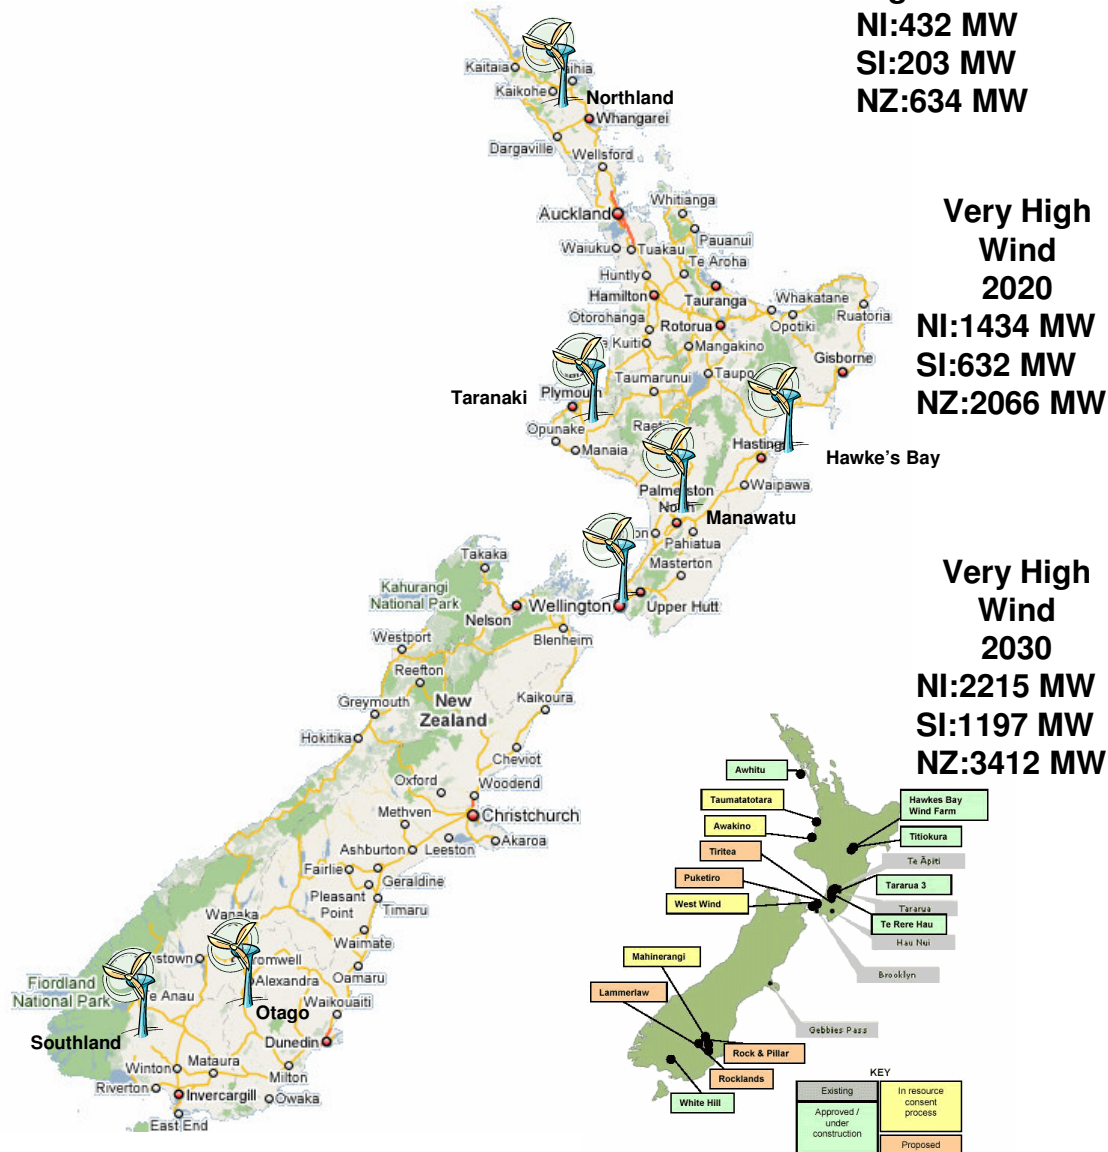 NI:432 MW
SI:203 MW
NZ:634 MW
Very High
Wind
2020
NI:1434 MW
SI:632 MW
NZ:2066 MW
Very High
Wind
2030
NI:2215 MW
SI:1197 MW
NZ:3412 MW
Kaitaia
Kaikohe
Northland
Whangarei
Dargaville
Wellsford
Auckland
Whitianga
Pauanui
Waiuku
Tuakau
Te Aroha
Huntly
Hamilton
Tauranga
Whakatane
Ruatoria
Otorohanga
Rotorua
Opotiki
Kuiti
Mangakino
Gisborne
Taumarunui
Taupo
Taranaki
Plymouth
Opunake
Manaia
Hastings
Hawke's Bay
Waipawa
Palmerston
North
Manawatu
Pahiatua
Masterton
Wellington
Upper Hutt
Takaka
Kahurangi
National Park
Nelson
Blenheim
Westport
Reefton
New
Zealand
Greymouth
Kaikoura
Hokitika
Cheviot
Oxford
Woodend
Methven
Christchurch
Ashburton
Leeston
Akaroa
Fairlie
Geraldine
Pleasant
Point
Timaru
Wanaka
Waimate
Cromwell
Oamaru
Alexandra
Fiordland
National Park
Te Anau
Waikouaiti
Otago
Southland
Dunedin
Winton
Mataura
Milton
Riverton
Invercargill
Owaka
East End
Awhitu
Taumatatotara
Hawkes Bay
Wind Farm
Awakino
Titiokura
Tiritea
Te Āpiti
Puketiro
Tararua 3
West Wind
Tararua
Te Rere Hau
Hau Nui
Mahinerangi
Brooklyn
Lammerlaw
Gebbies Pass
Rock & Pillar
Rocklands
White Hill
KEY
Existing
In resource
consent
process
Approved /
under
construction
Proposed